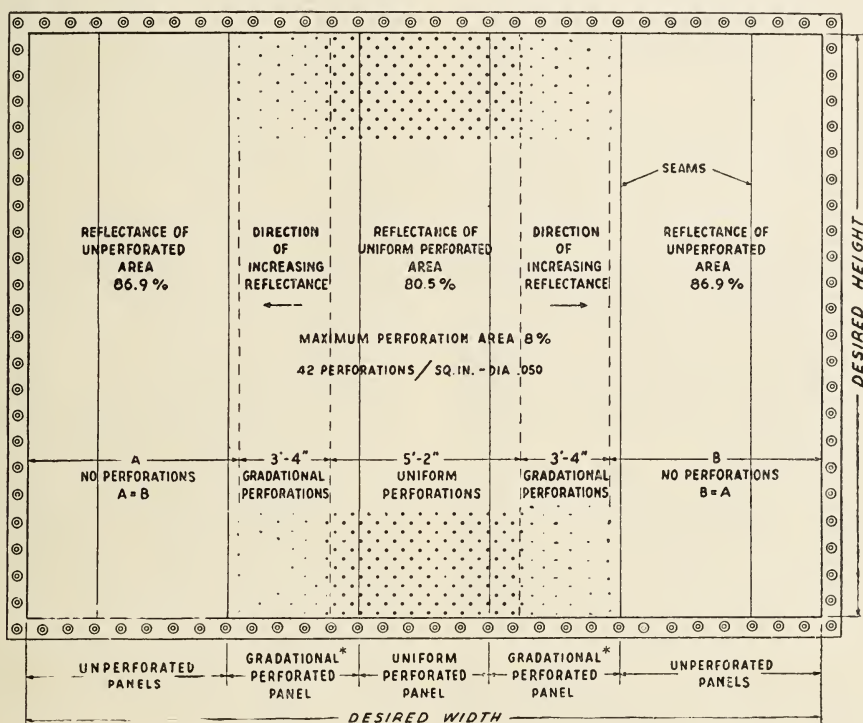 SEAMS
REFLECTANCE OF
UNPERFORATED
AREA
86.9%
DIRECTION
OF
INCREASING
REFLECTANCE
REFLECTANCE OF
UNIFORM PERFORATED
AREA
80.5%
DIRECTION
OF
INCREASING
REFLECTANCE
REFLECTANCE OF
UNPERFORATED
AREA
86.9%
MAXIMUM PERFORATION AREA 8%
42 PERFORATIONS / SQ.IN. - DIA .050
A
NO PERFORATIONS
A = B
3'-4"
GRADATIONAL
PERFORATIONS
5'-2"
UNIFORM
PERFORATIONS
3'-4"
GRADATIONAL
PERFORATIONS
B
NO PERFORATIONS
B = A
DESIRED HEIGHT
UNPERFORATED
PANELS
GRADATIONAL*
PERFORATED
PANEL
UNIFORM
PERFORATED
PANEL
GRADATIONAL*
PERFORATED
PANEL
UNPERFORATED
PANELS
DESIRED WIDTH